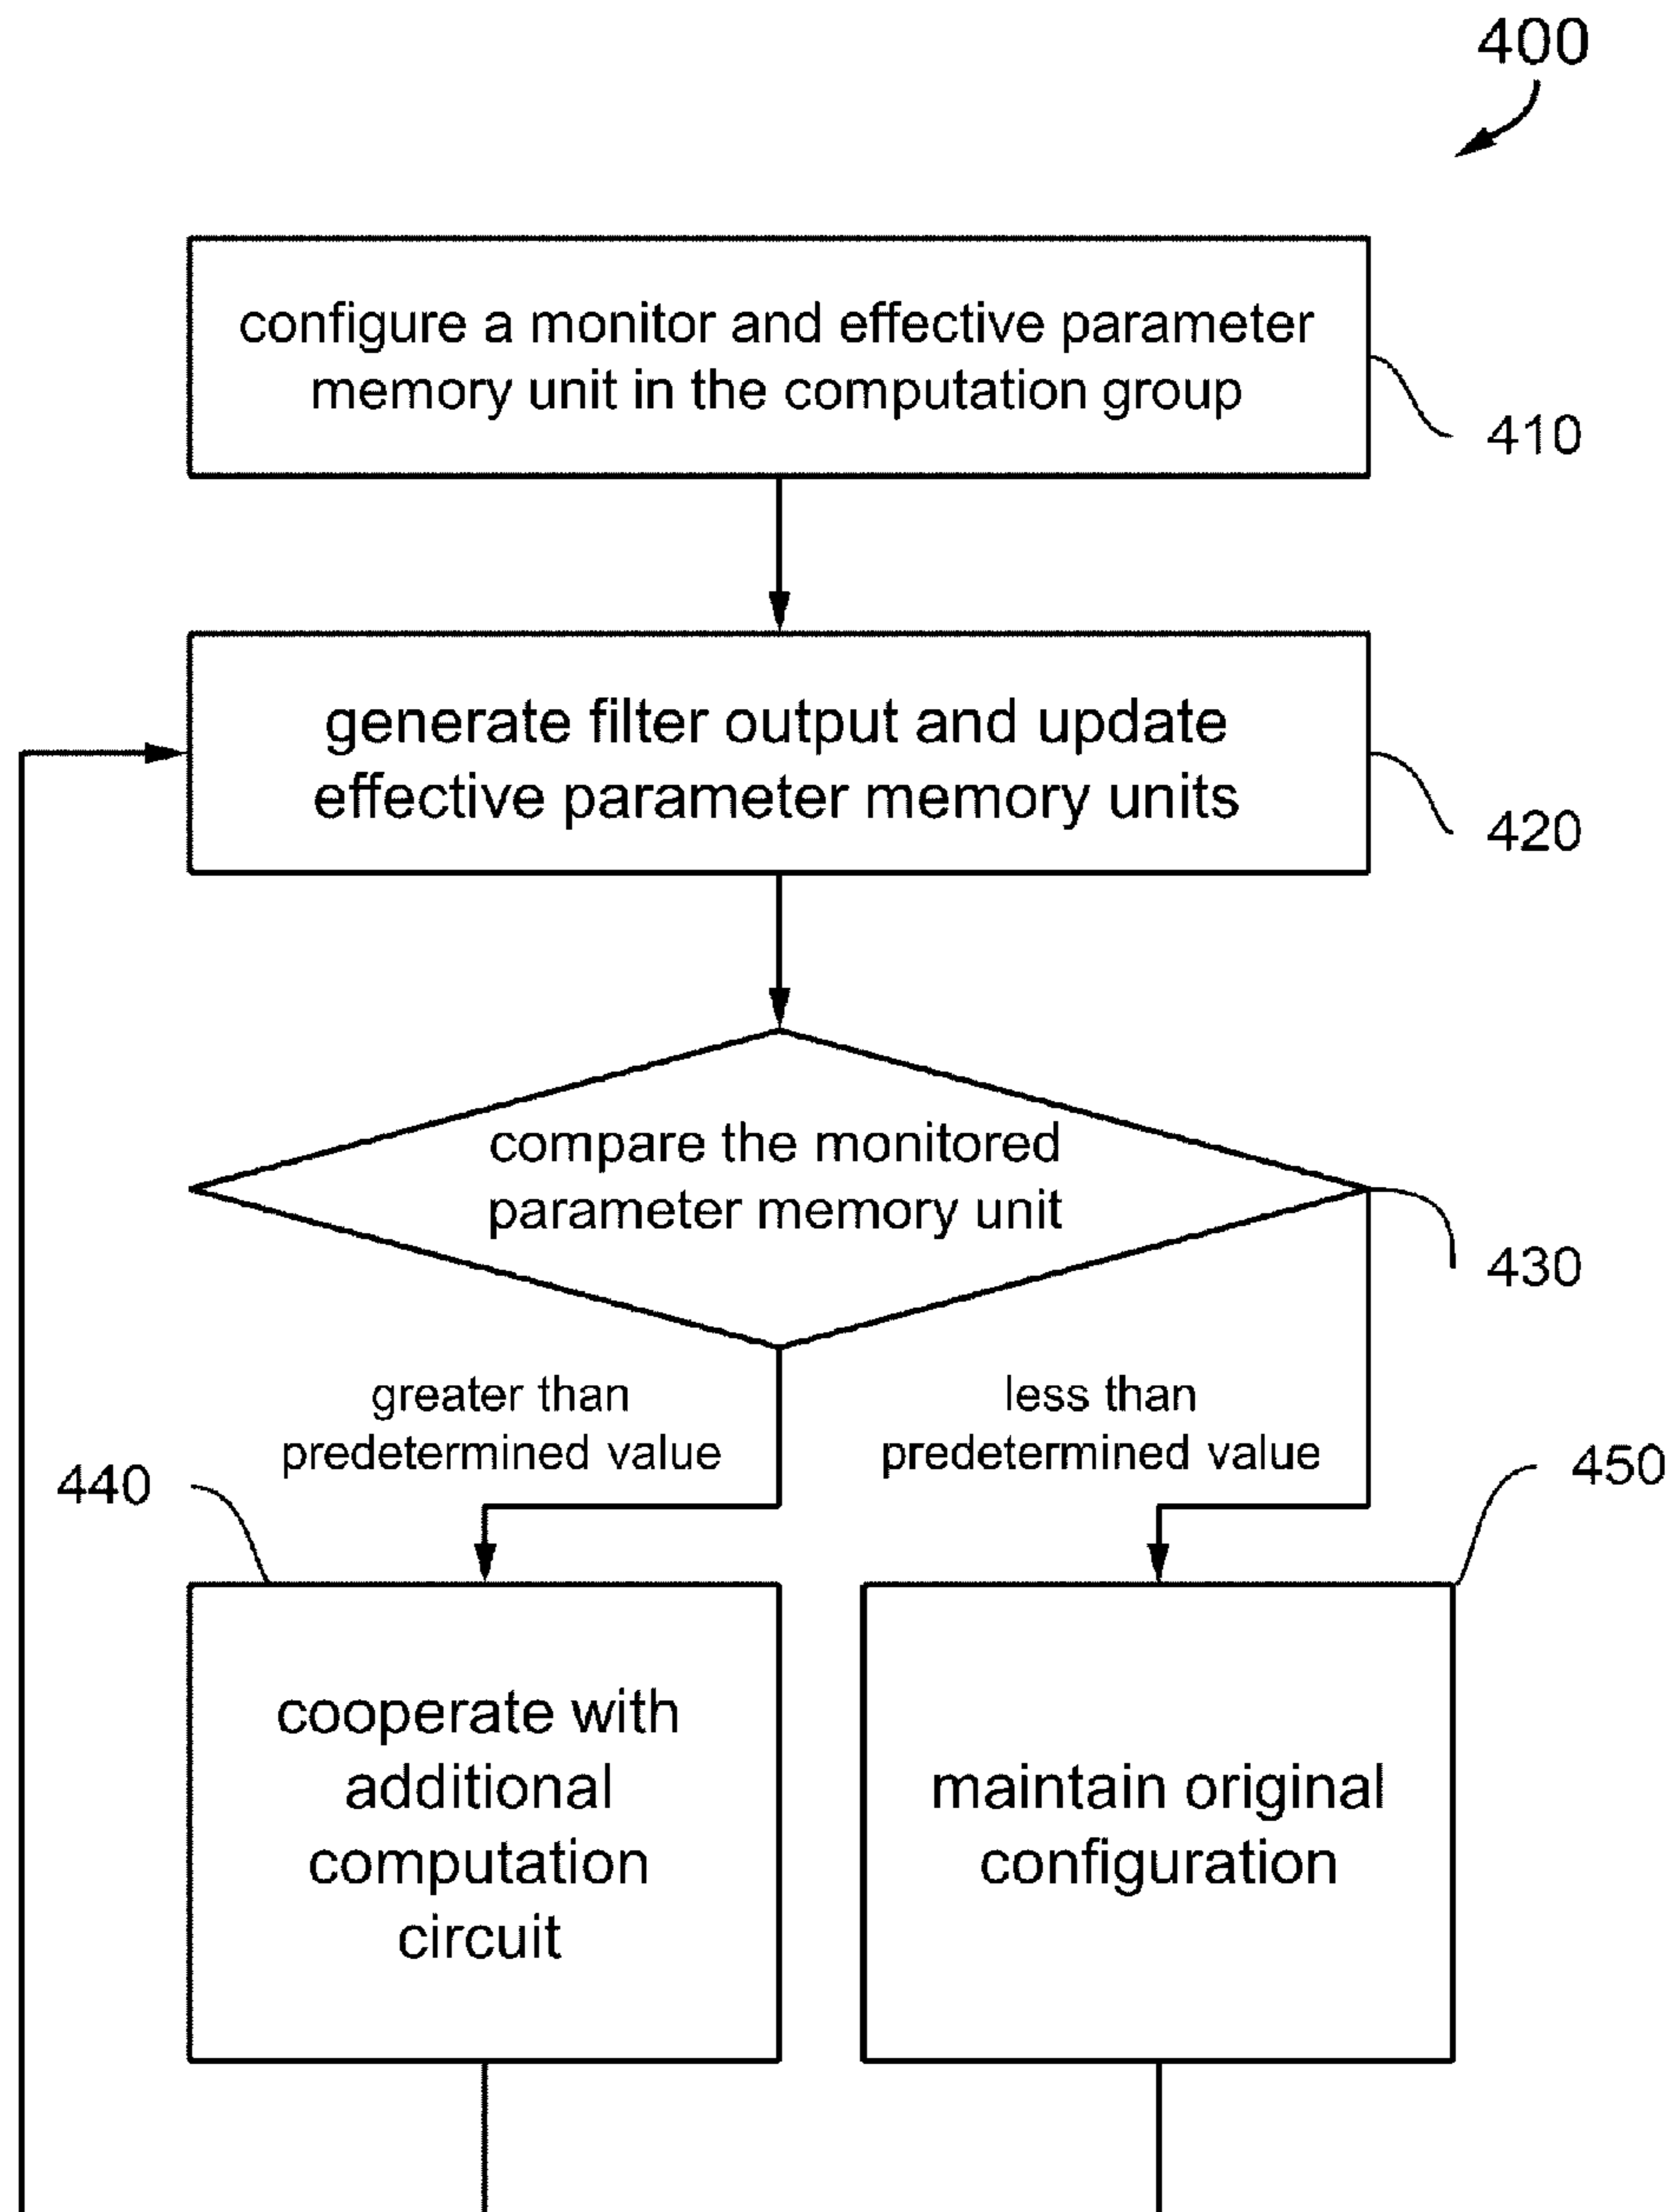 400
configure a monitor and effective parameter
memory unit in the computation group
410
generate filter output and update
effective parameter memory units
420
compare the monitored
parameter memory unit
430
greater than
predetermined value
less than
predetermined value
440
450
cooperate with
additional
computation
circuit
maintain original
configuration